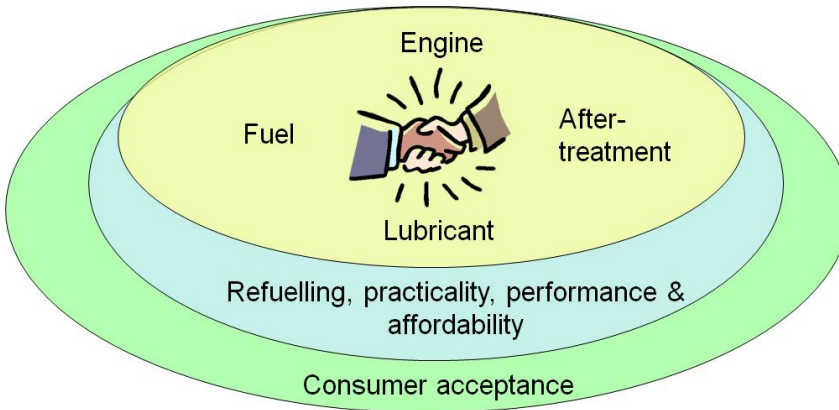 Engine
Fuel
After-
treatment
Lubricant
Refuelling, practicality, performance &
affordability
Consumer acceptance